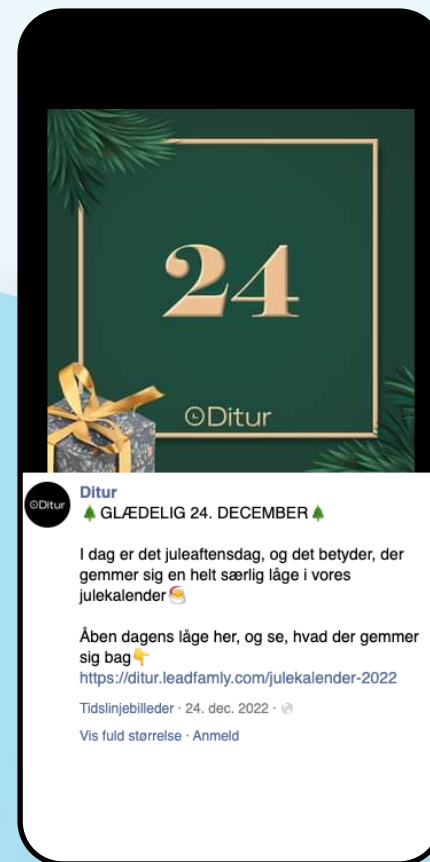 24
Ditur
Ditur
Ditur
🌲GLÆDELIG 24. DECEMBER🌲
I dag er det juleaftensdag, og det betyder, der
gemmer sig en helt særlig låge i vores
julekalender🎅
Åben dagens låge her, og se, hvad der gemmer
sig bag👇
https://ditur.leadfamly.com/julekalender-2022
Tidslinjebilleder · 24. dec. 2022 ·
Vis fuld størrelse · Anmeld